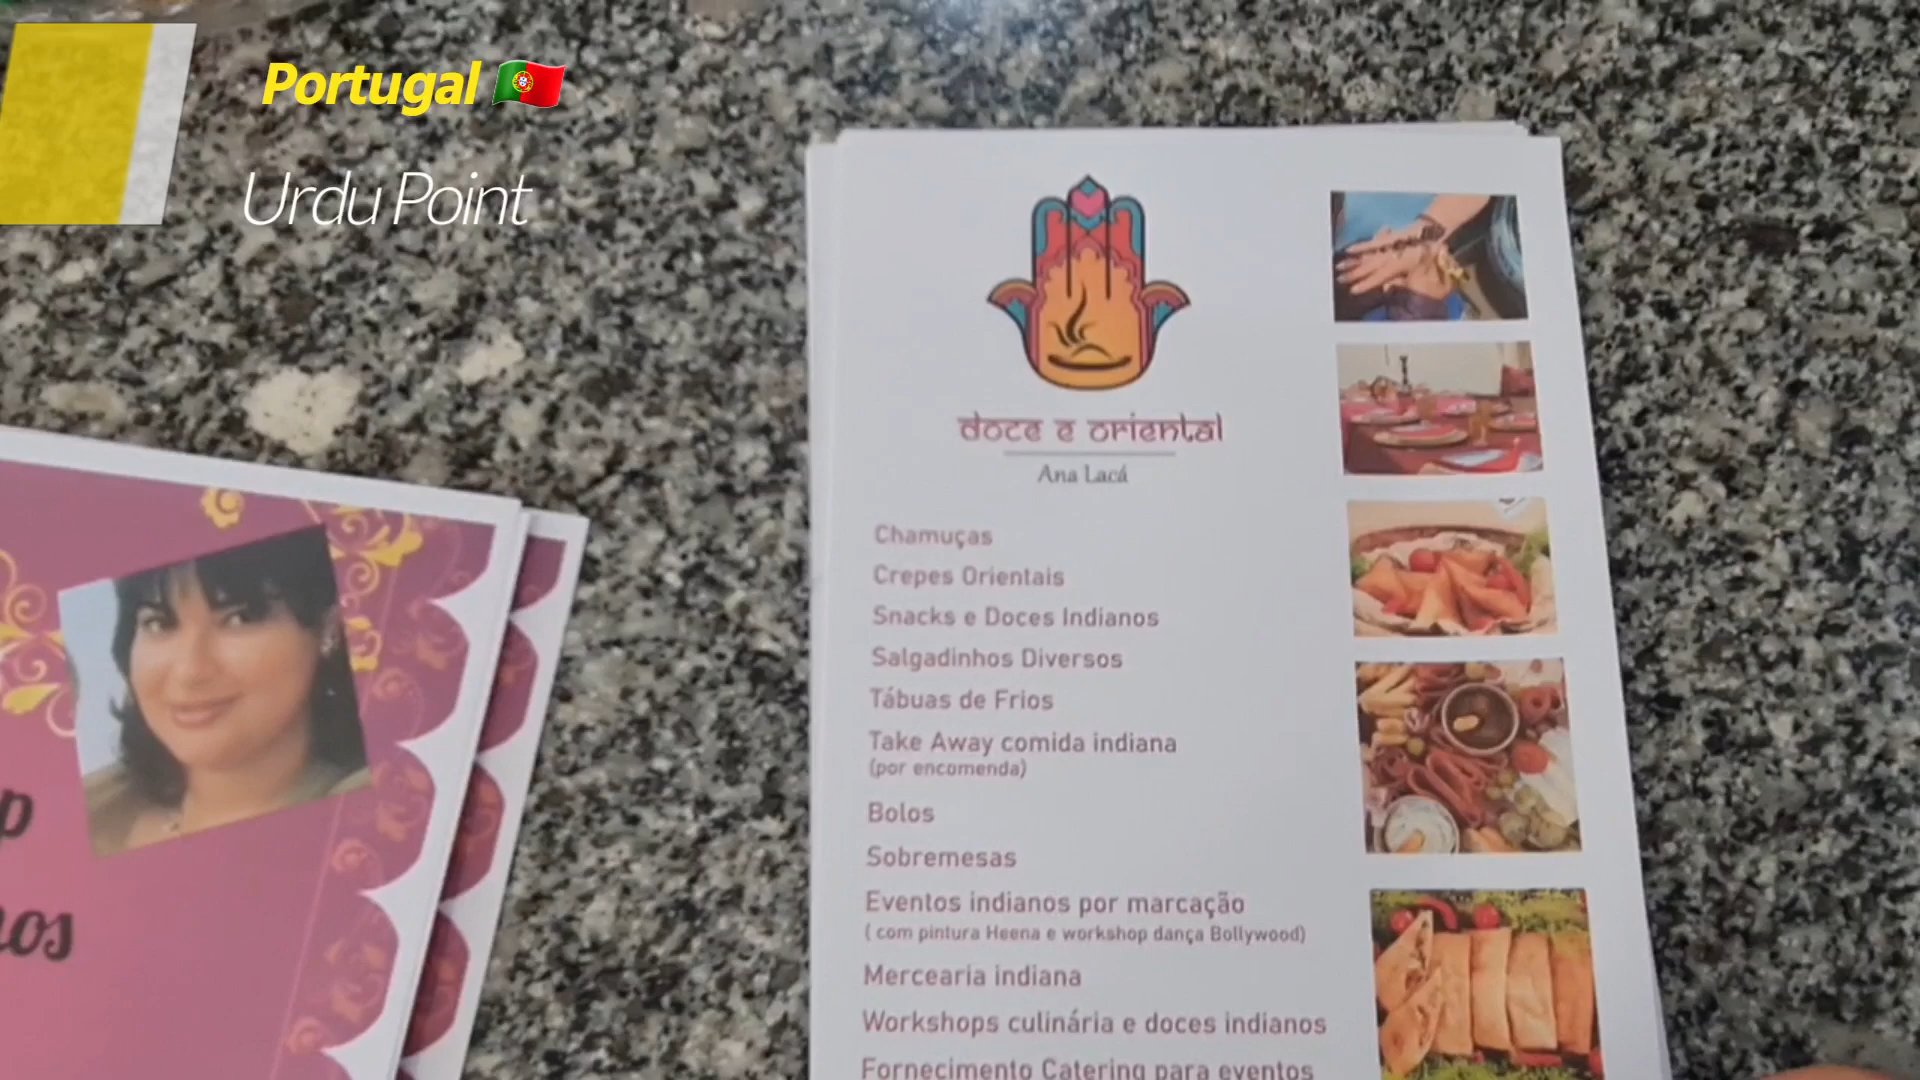 Portugal
Urdu Point
doce e oriental
Ana Lacá
Chamuças
Crepes Orientais
Snacks e Doces Indianos
Salgadinhos Diversos
Tábuas de Frios
Take Away comida indiana
(por encomenda)
Bolos
Sobremesas
Eventos indianos por marcação
( com pintura Heena e workshop dança Bollywood)
Mercearia indiana
Workshops culinária e doces indianos
Fornecimento Catering para eventos